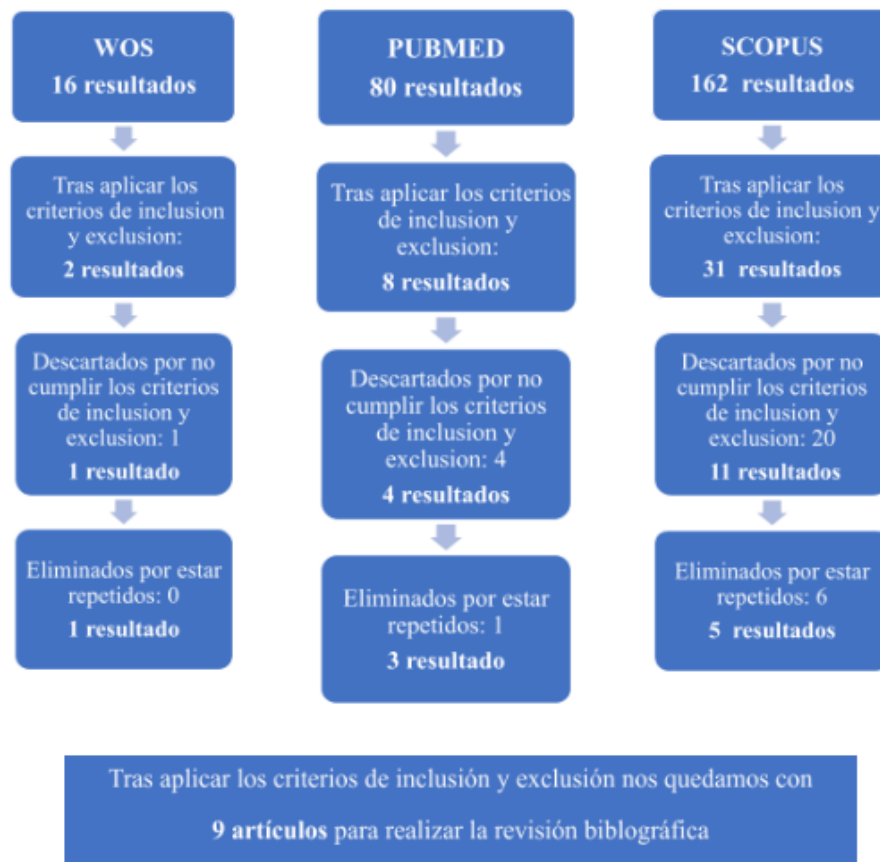 WOS
16 resultados
Tras aplicar los
criterios de inclusion
y exclusion:
2 resultados
Descartados por no
cumplir los criterios
de inclusion y
exclusion: 1
1 resultado
Eliminados por estar
repetidos: 0
1 resultado
PUBMED
80 resultados
Tras aplicar los criterios
de inclusion y
exclusion:
8 resultados
Descartados por no
cumplir los criterios
de inclusion y
exclusion: 4
4 resultados
Eliminados por estar
repetidos: 1
3 resultado
SCOPUS
162 resultados
Tras aplicar los
criterios de inclusion y
exclusion:
31 resultados
Descartados por no
cumplir los criterios
de inclusion y
exclusion: 20
11 resultados
Eliminados por estar
repetidos: 6
5 resultados
Tras aplicar los criterios de inclusión y exclusión nos quedamos con
9 artículos para realizar la revisión biblográfica